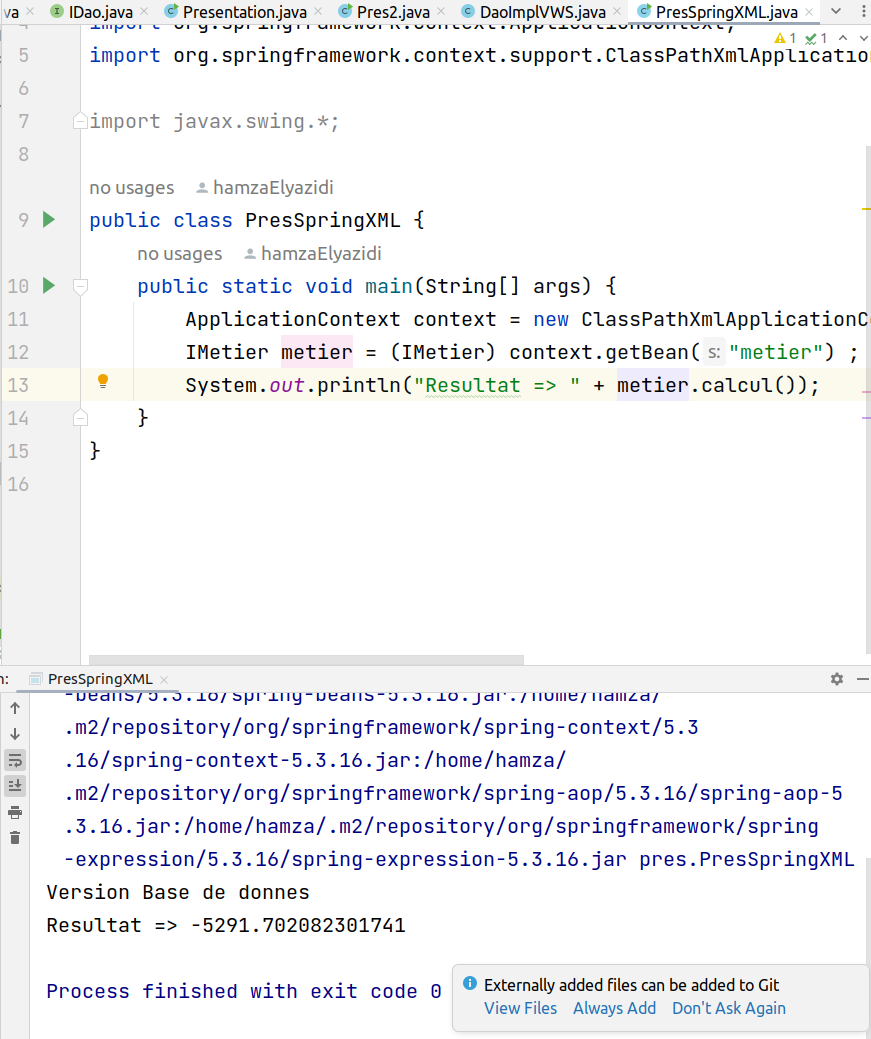 va IDao.java Presentation.java Pres2.java DaoImplVWS.java PresSpringXML.java
1 1
4 import org.springframework.context.ApplicationContext;
5 import org.springframework.context.support.ClassPathXmlApplicatio
6
7 import javax.swing.*;
8
no usages hamzaElyazidi
9 public class PresSpringXML {
no usages hamzaElyazidi
10 public static void main(String[] args) {
11 ApplicationContext context = new ClassPathXmlApplicationC
12 IMetier metier = (IMetier) context.getBean( s: "metier") ;
13 System.out.println("Resultat => " + metier.calcul());
14 }
15 }
16
n: PresSpringXML
-beans/5.3.16/spring-beans-5.3.16.jar:/home/hamza/
.m2/repository/org/springframework/spring-context/5.3
.16/spring-context-5.3.16.jar:/home/hamza/
.m2/repository/org/springframework/spring-aop/5.3.16/spring-aop-5
.3.16.jar:/home/hamza/.m2/repository/org/springframework/spring
-expression/5.3.16/spring-expression-5.3.16.jar pres.PresSpringXML
Version Base de donnes
Resultat => -5291.702082301741
Process finished with exit code 0
Externally added files can be added to Git
View Files Always Add Don't Ask Again